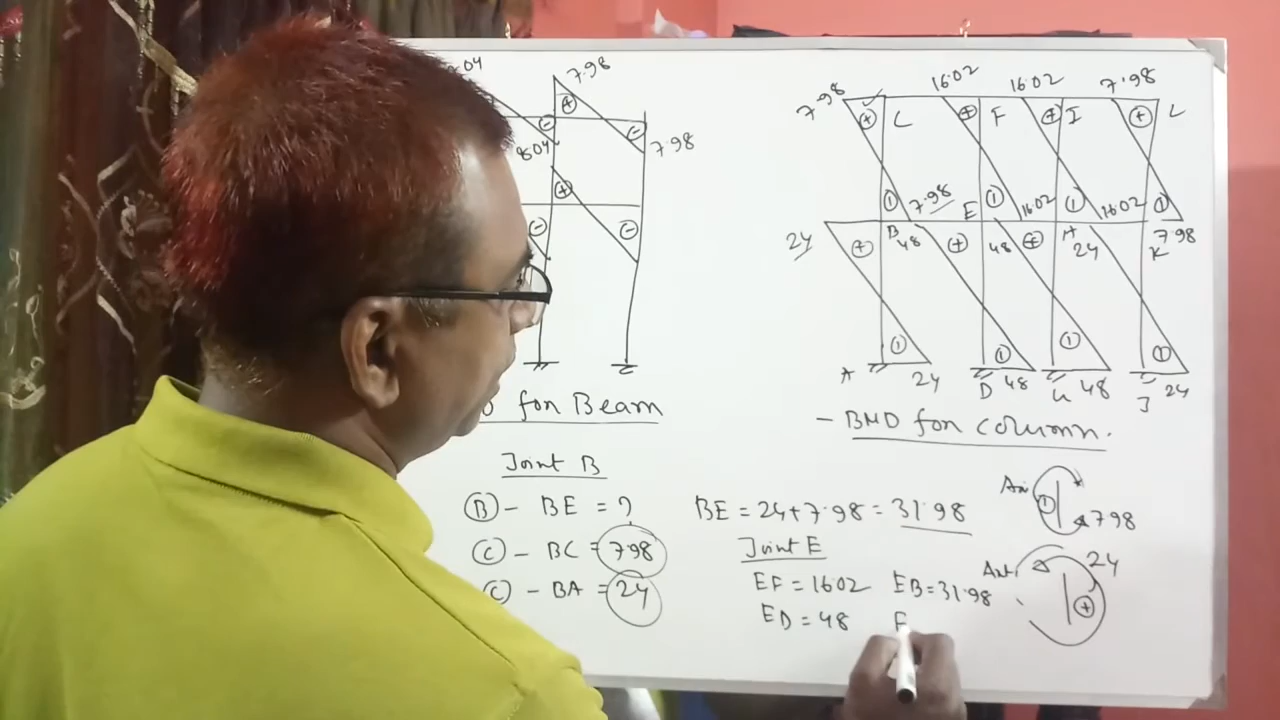 04
7.98
8.04
7.98
+
-
-
+
-
-
for Beam
7.98
16.02
16.02
7.98
+ C + F + I + L
- 7.98 E - 16.02 - 16.02 -
7.98
24
B 48
48
H 24
K
+ + +
- - - -
A 24
D 48
G 48
J 24
- BMD for column.
Joint B
B - BE = ?
C - BC = 7.98
C - BA = 24
BE = 24 + 7.98 = 31.98
Joint E
EF = 16.02 EB = 31.98
ED = 48 E
7.98
24
+